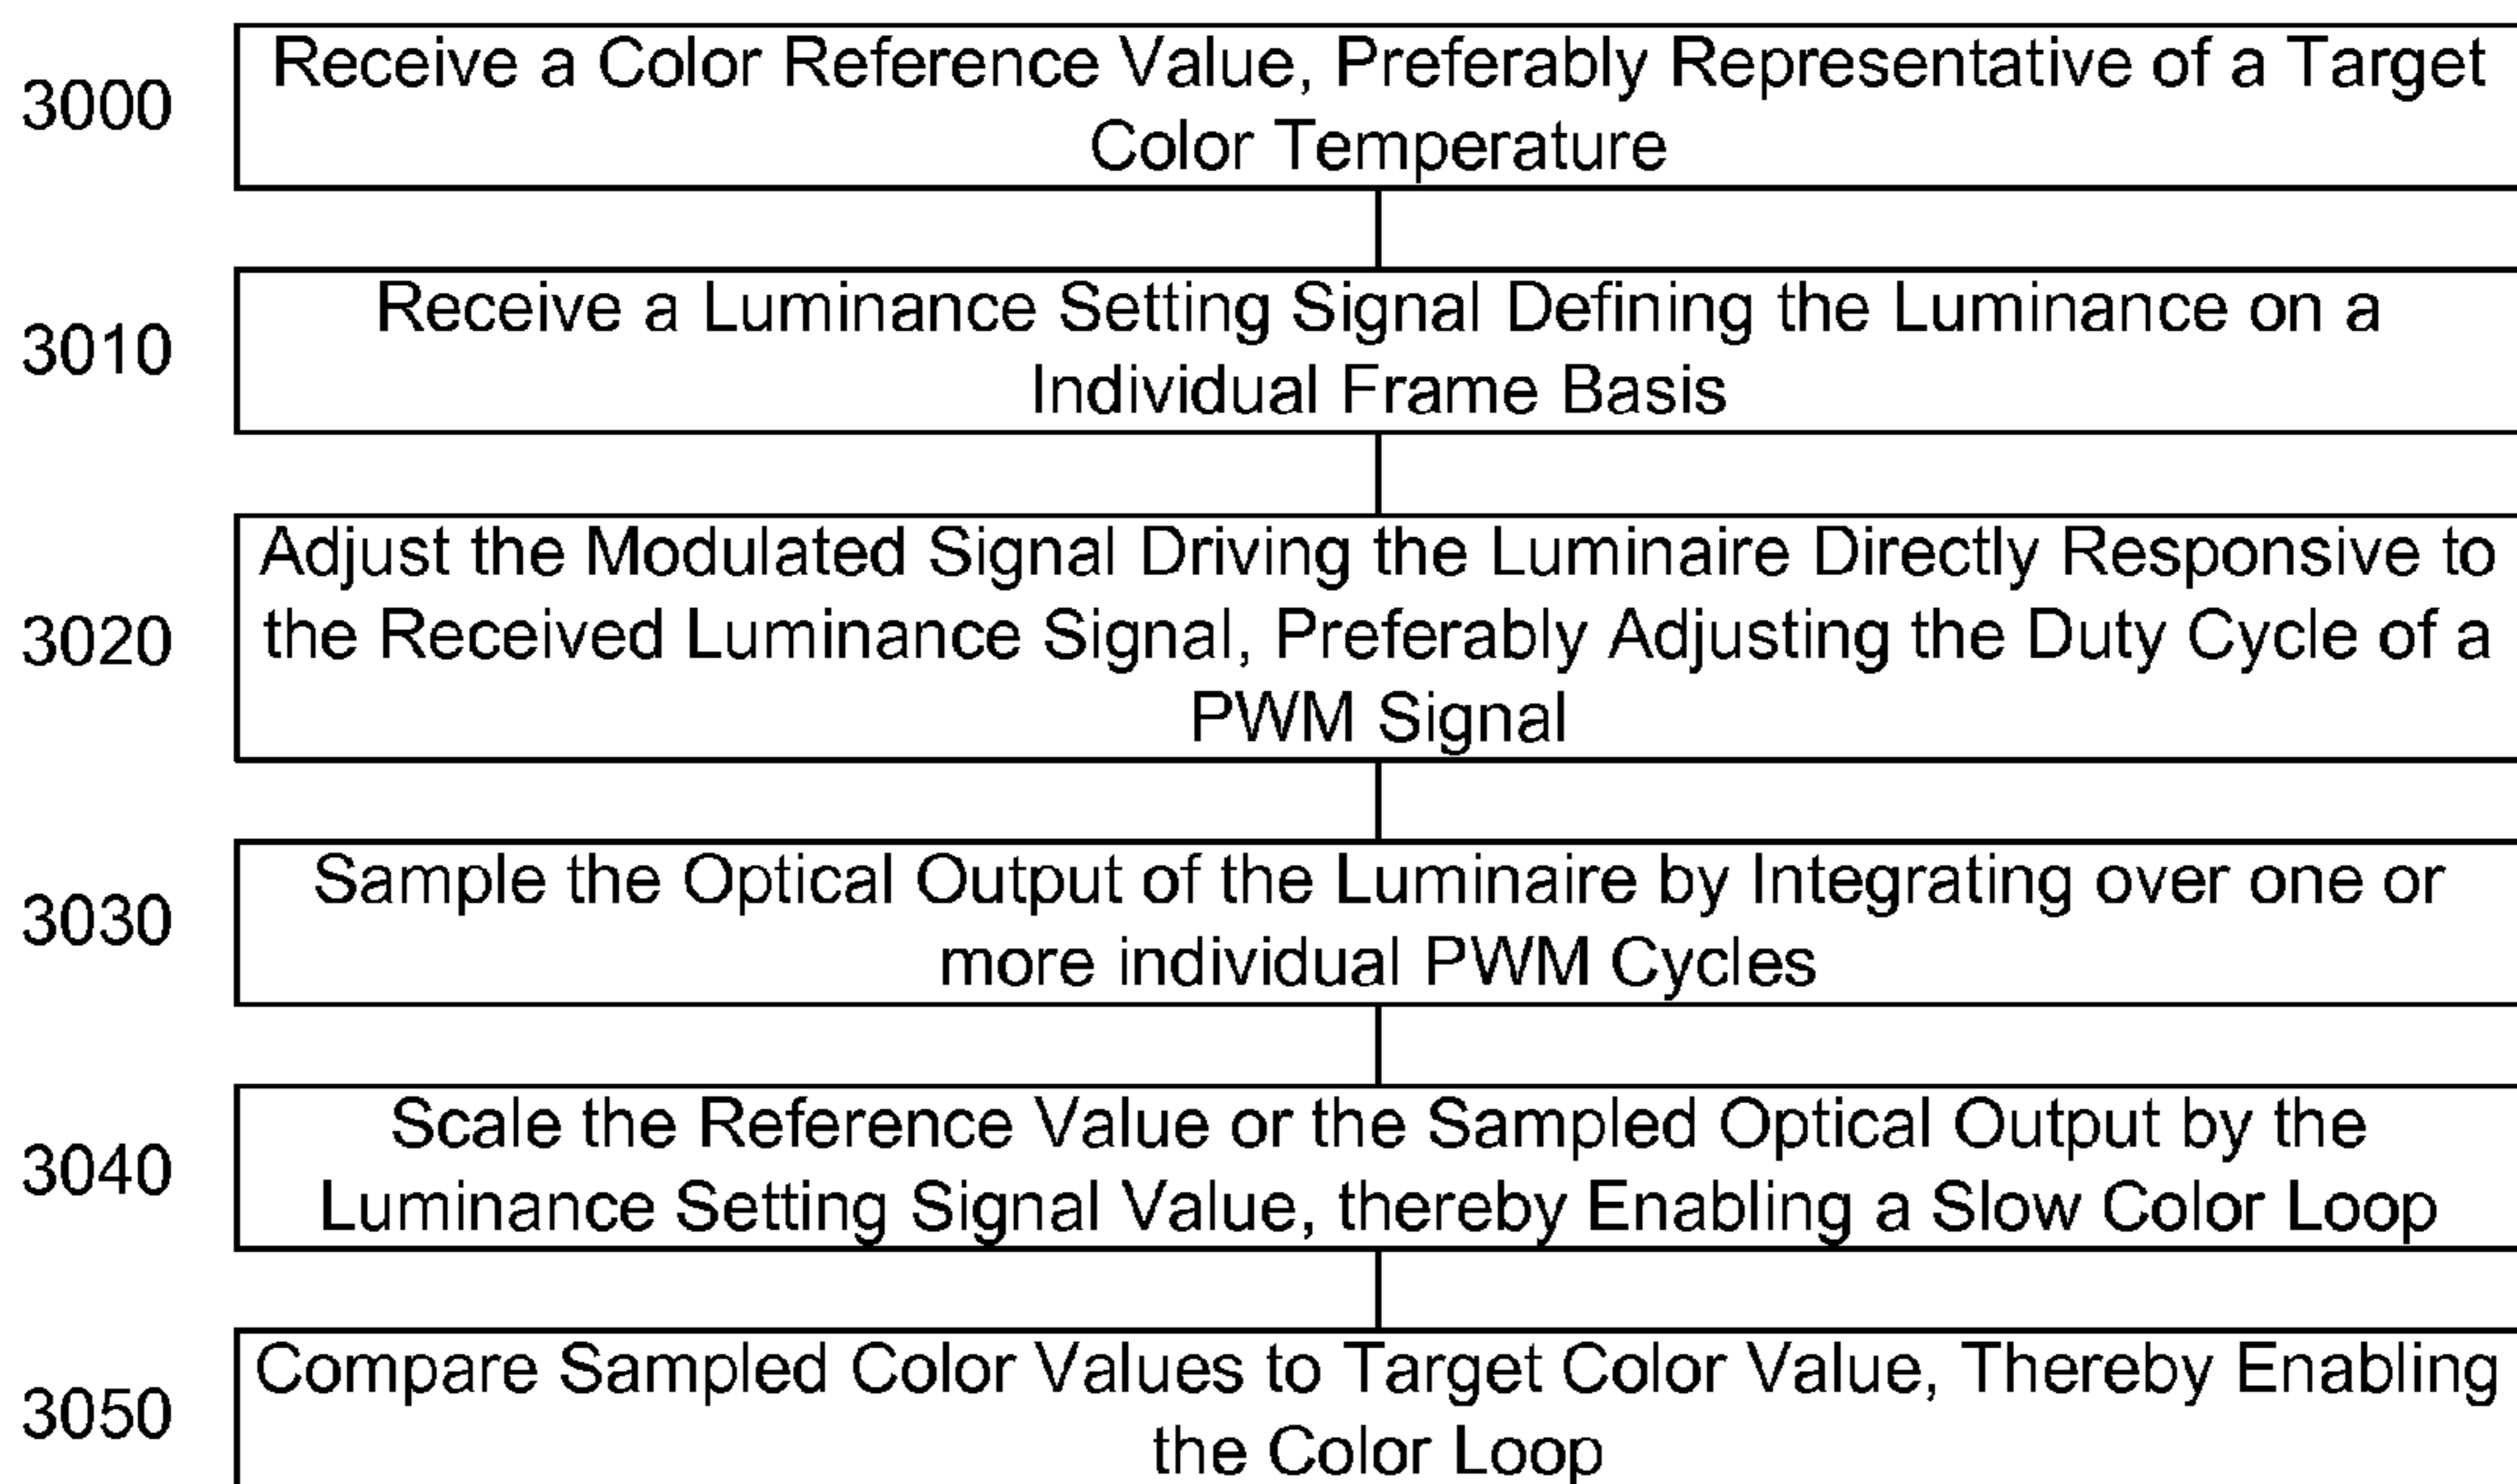 3000
Receive a Color Reference Value, Preferably Representative of a Target
Color Temperature
3010
Receive a Luminance Setting Signal Defining the Luminance on a
Individual Frame Basis
3020
Adjust the Modulated Signal Driving the Luminaire Directly Responsive to
the Received Luminance Signal, Preferably Adjusting the Duty Cycle of a
PWM Signal
3030
Sample the Optical Output of the Luminaire by Integrating over one or
more individual PWM Cycles
3040
Scale the Reference Value or the Sampled Optical Output by the
Luminance Setting Signal Value, thereby Enabling a Slow Color Loop
3050
Compare Sampled Color Values to Target Color Value, Thereby Enabling
the Color Loop